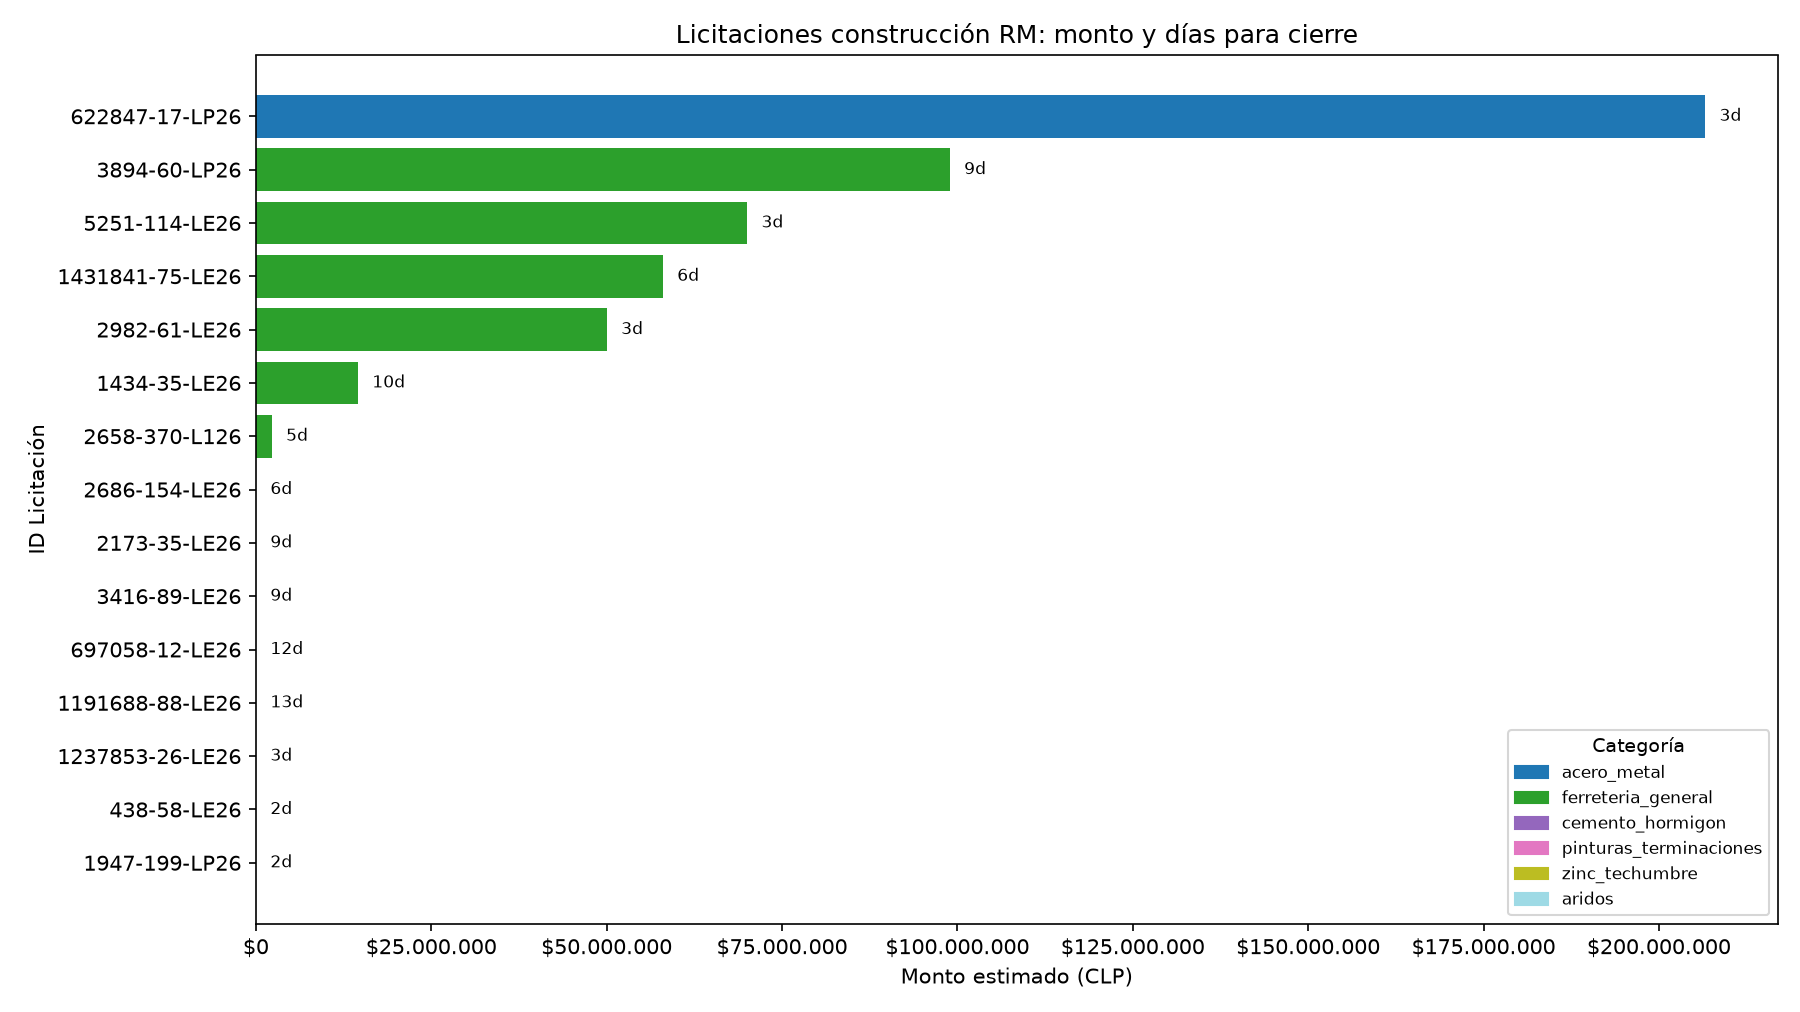 Licitaciones construcción RM: monto y días para cierre
622847-17-LP26 3d
3894-60-LP26 9d
5251-114-LE26 3d
1431841-75-LE26 6d
2982-61-LE26 3d
1434-35-LE26 10d
2658-370-L126 5d
2686-154-LE26 6d
2173-35-LE26 9d
3416-89-LE26 9d
697058-12-LE26 12d
1191688-88-LE26 13d
1237853-26-LE26 3d
438-58-LE26 2d
1947-199-LP26 2d
ID Licitación
Categoría
acero_metal
ferreteria_general
cemento_hormigon
pinturas_terminaciones
zinc_techumbre
aridos
$0 $25.000.000 $50.000.000 $75.000.000 $100.000.000 $125.000.000 $150.000.000 $175.000.000 $200.000.000
Monto estimado (CLP)